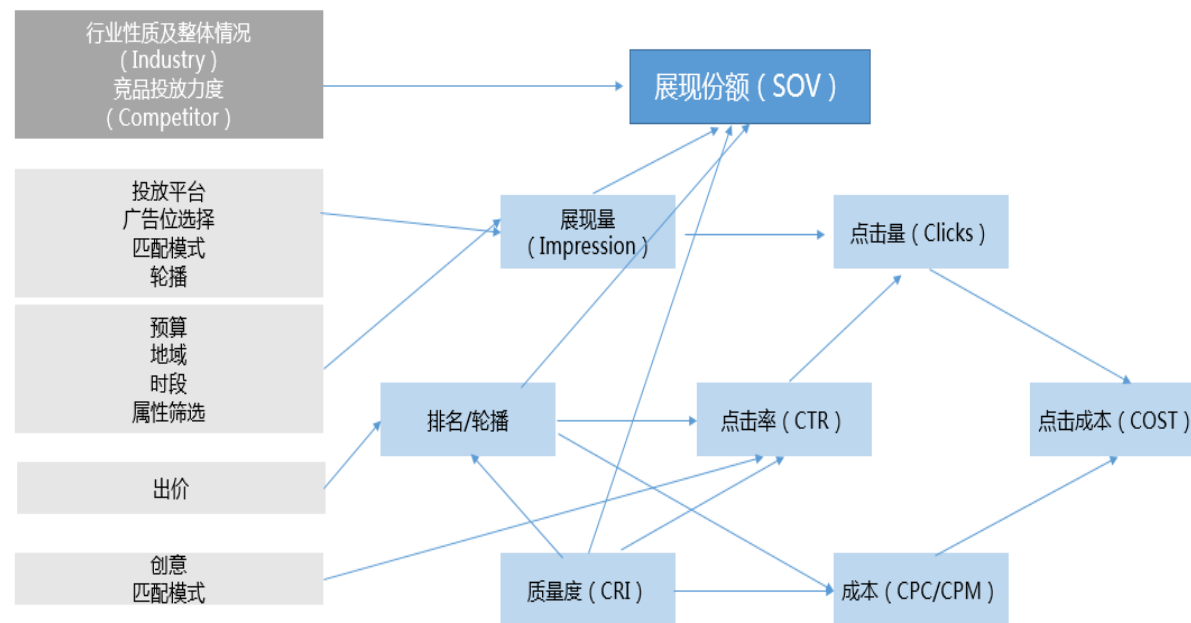 行业性质及整体情况
（Industry）
竞品投放力度
（Competitor）
展现份额（SOV）
投放平台
广告位选择
匹配模式
轮播
展现量
（Impression）
点击量（Clicks）
预算
地域
时段
属性筛选
排名/轮播
点击率（CTR）
点击成本（COST）
出价
创意
匹配模式
质量度（CRI）
成本（CPC/CPM）